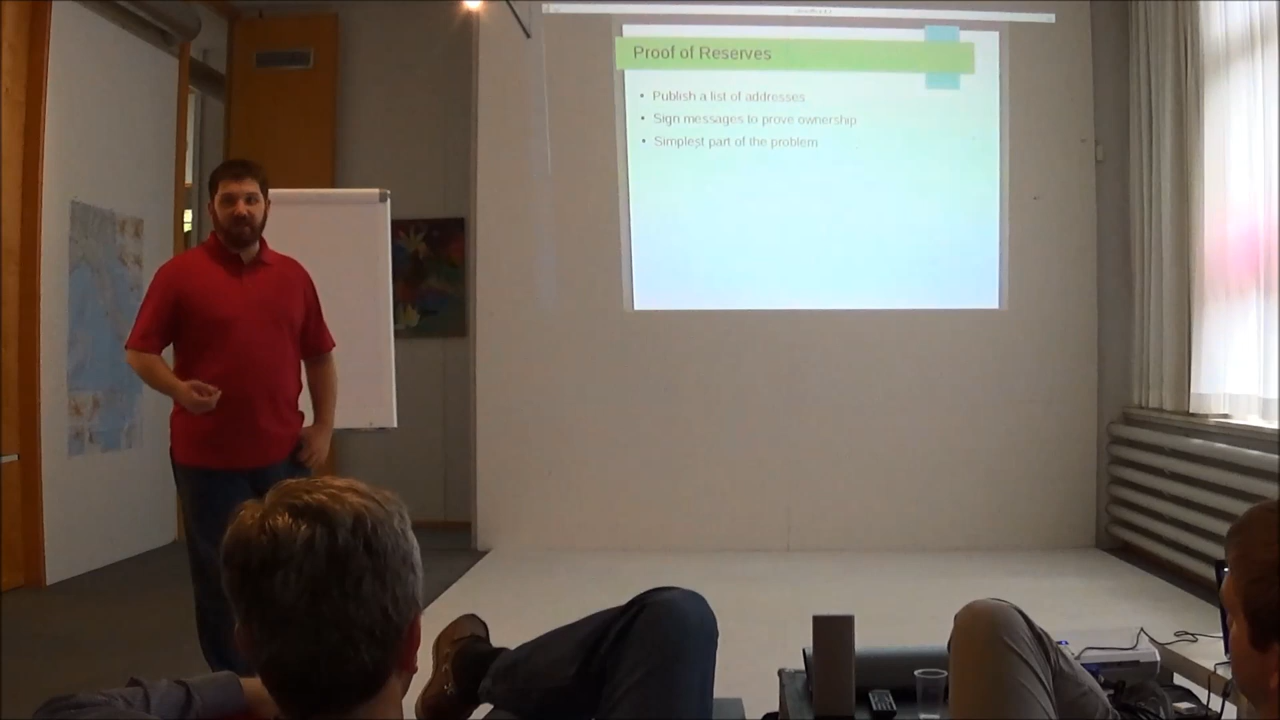 Proof of Reserves
• Publish a list of addresses
• Sign messages to prove ownership
• Simplest part of the problem